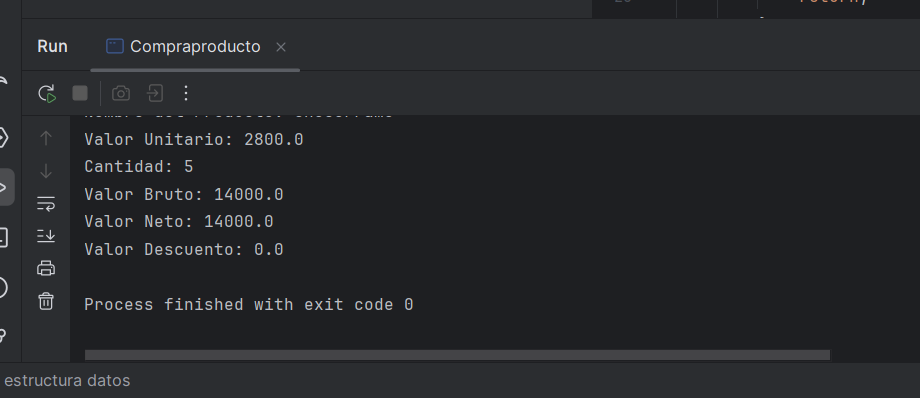 Run
Compraproducto
Valor Unitario: 2800.0
Cantidad: 5
Valor Bruto: 14000.0
Valor Neto: 14000.0
Valor Descuento: 0.0
Process finished with exit code 0
estructura datos